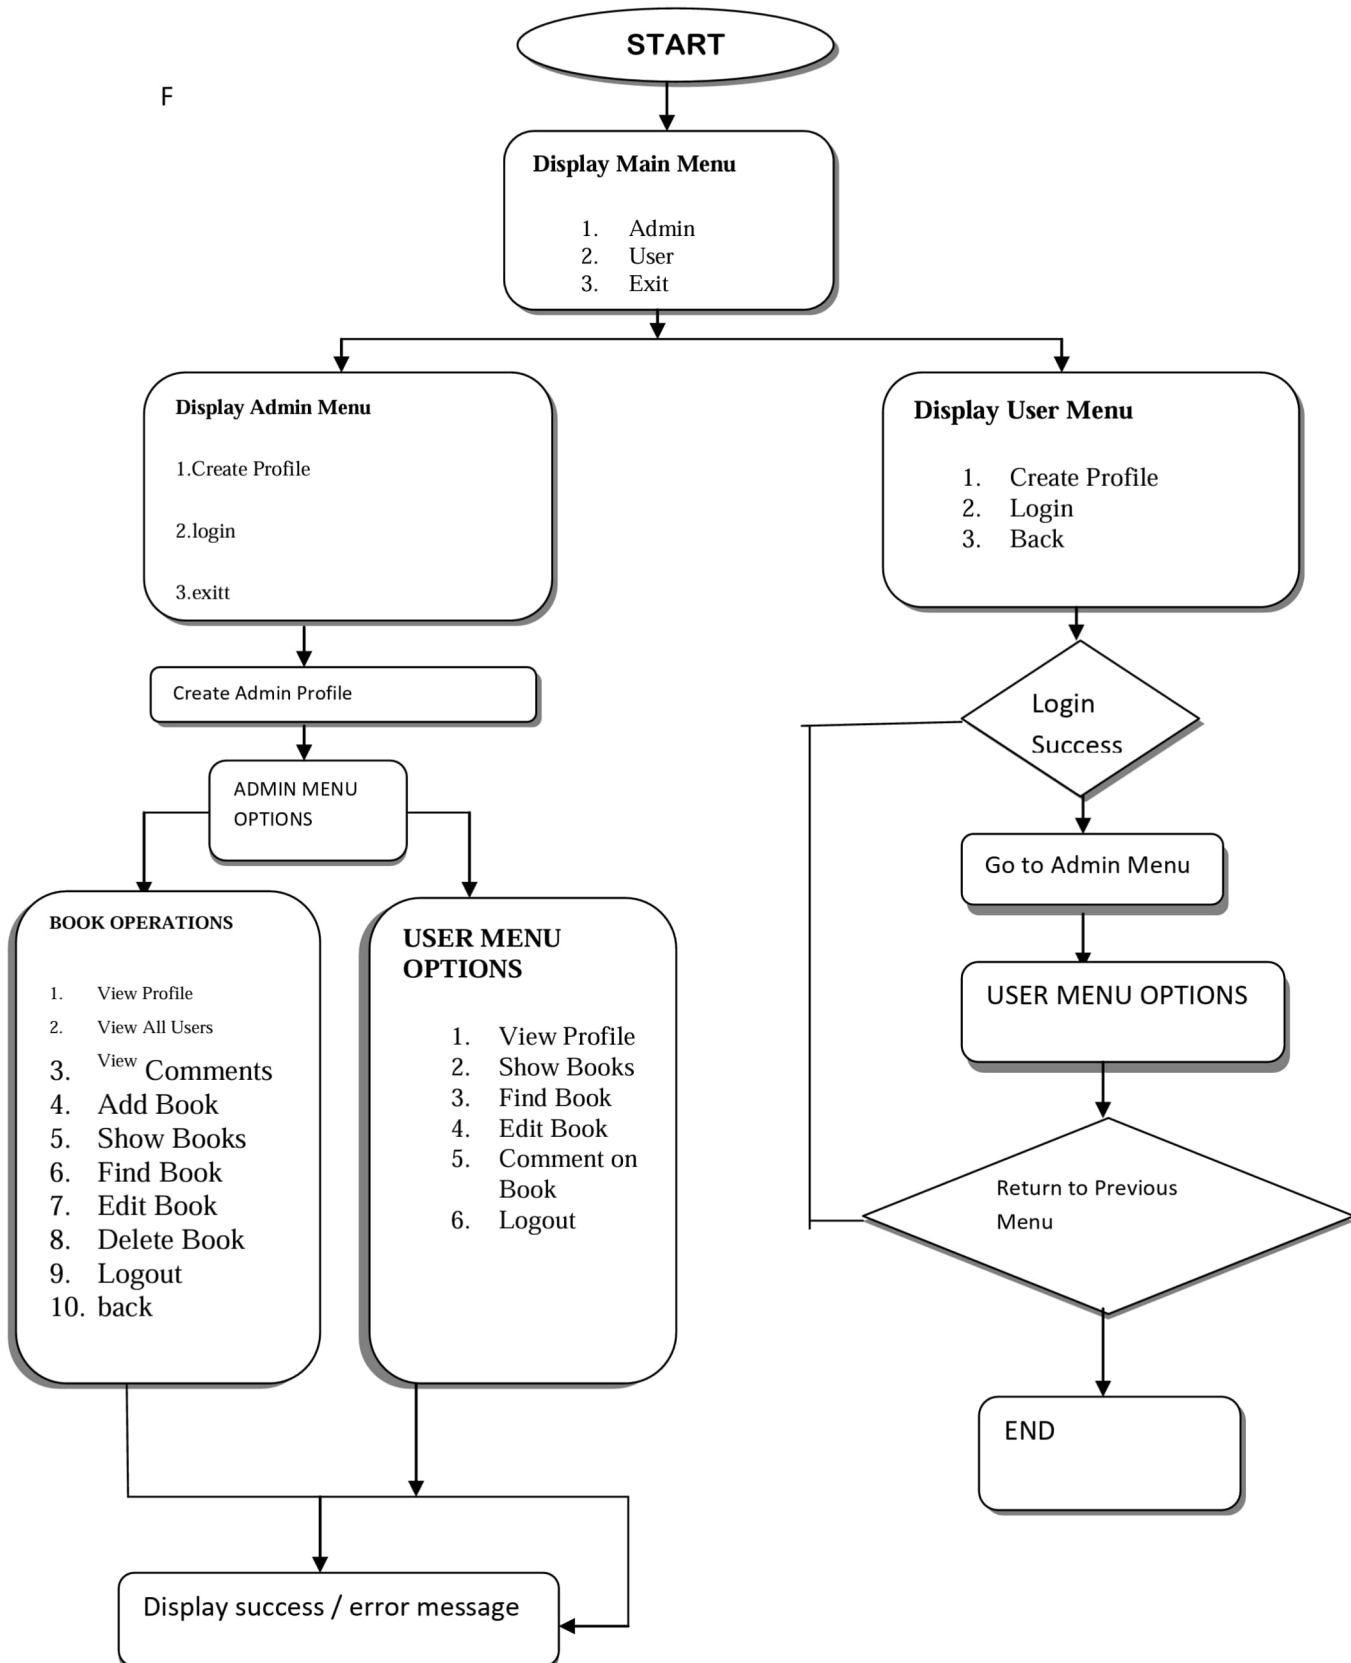 START
F
Display Main Menu
1. Admin
2. User
3. Exit
Display Admin Menu
1.Create Profile
2.login
3.exitt
Display User Menu
1. Create Profile
2. Login
3. Back
Create Admin Profile
Login
Success
ADMIN MENU
OPTIONS
Go to Admin Menu
BOOK OPERATIONS
1. View Profile
2. View All Users
3. View Comments
4. Add Book
5. Show Books
6. Find Book
7. Edit Book
8. Delete Book
9. Logout
10. back
USER MENU
OPTIONS
1. View Profile
2. Show Books
3. Find Book
4. Edit Book
5. Comment on
Book
6. Logout
USER MENU OPTIONS
Return to Previous
Menu
END
Display success / error message